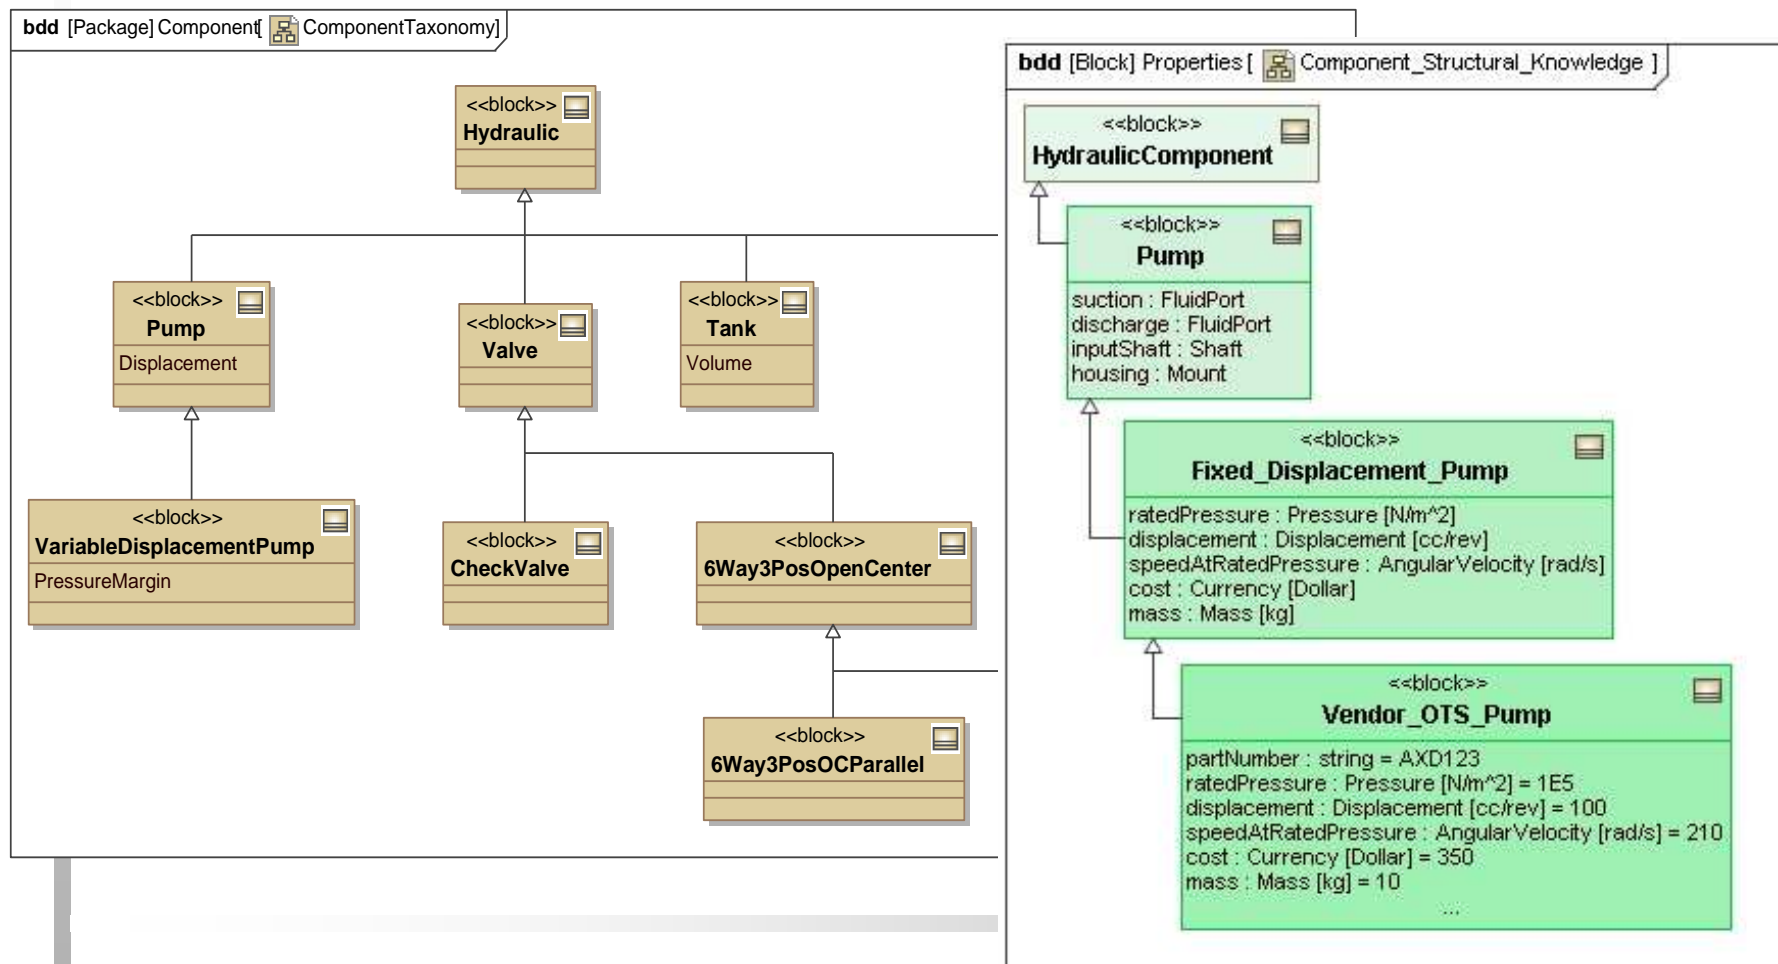 bdd [Package] Component[ ComponentTaxonomy]
<<block>>
Hydraulic
<<block>>
Pump
Displacement
<<block>>
Valve
<<block>>
Tank
Volume
<<block>>
VariableDisplacementPump
PressureMargin
<<block>>
CheckValve
<<block>>
6Way3PosOpenCenter
<<block>>
6Way3PosOCParallel
bdd [Block] Properties [ Component_Structural_Knowledge ]
<<block>>
HydraulicComponent
<<block>>
Pump
suction : FluidPort
discharge : FluidPort
inputShaft : Shaft
housing : Mount
<<block>>
Fixed_Displacement_Pump
ratedPressure : Pressure [N/m^2]
displacement : Displacement [cc/rev]
speedAtRatedPressure : AngularVelocity [rad/s]
cost : Currency [Dollar]
mass : Mass [kg]
<<block>>
Vendor_OTS_Pump
partNumber : string = AXD123
ratedPressure : Pressure [N/m^2] = 1E5
displacement : Displacement [cc/rev] = 100
speedAtRatedPressure : AngularVelocity [rad/s] = 210
cost : Currency [Dollar] = 350
mass : Mass [kg] = 10
...